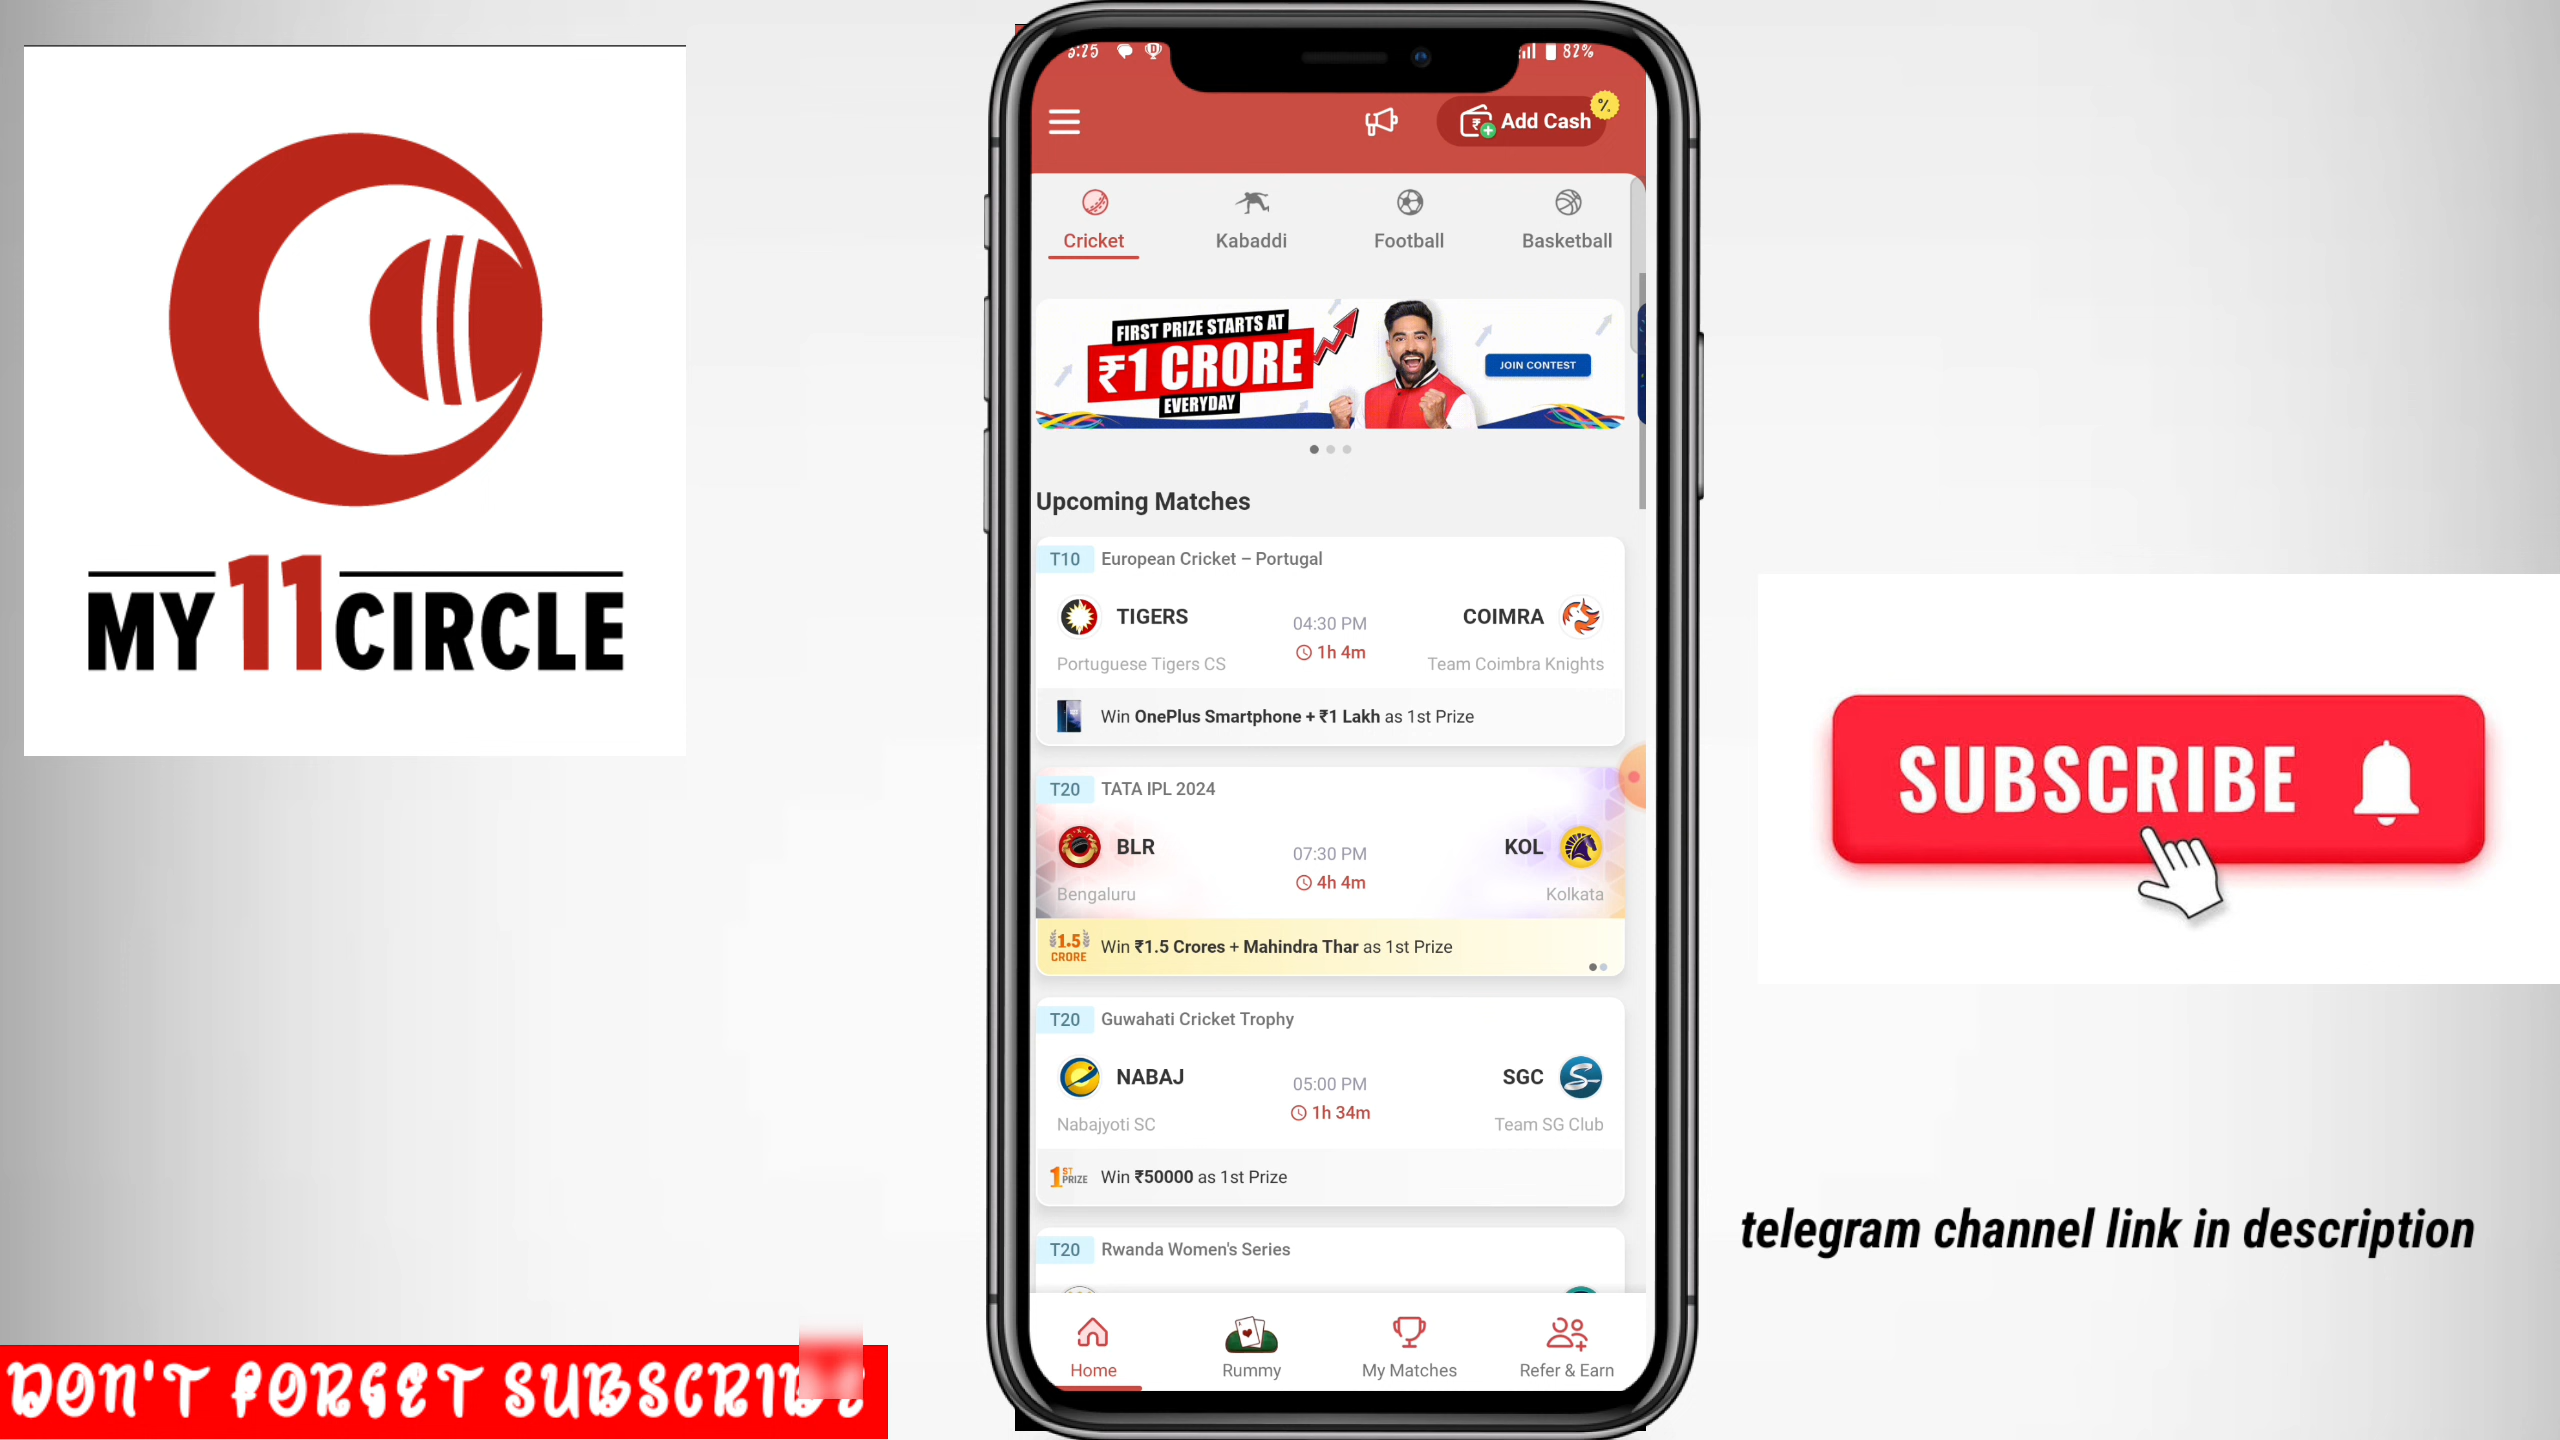 MY11CIRCLE
82%
Add Cash
Cricket
Kabaddi
Football
Basketball
FIRST PRIZE STARTS AT
₹1 CRORE
EVERYDAY
JOIN CONTEST
Upcoming Matches
T10 European Cricket – Portugal
TIGERS
04:30 PM
COIMRA
1h 4m
Portuguese Tigers CS
Team Coimbra Knights
Win OnePlus Smartphone + ₹1 Lakh as 1st Prize
T20 TATA IPL 2024
BLR
07:30 PM
KOL
4h 4m
Bengaluru
Kolkata
1.5 CRORE
Win ₹1.5 Crores + Mahindra Thar as 1st Prize
T20 Guwahati Cricket Trophy
NABAJ
05:00 PM
SGC
1h 34m
Nabajyoti SC
Team SG Club
1ST PRIZE
Win ₹50000 as 1st Prize
T20 Rwanda Women's Series
Home
Rummy
My Matches
Refer & Earn
SUBSCRIBE
telegram channel link in description
DON'T FORGET SUBSCRIBE